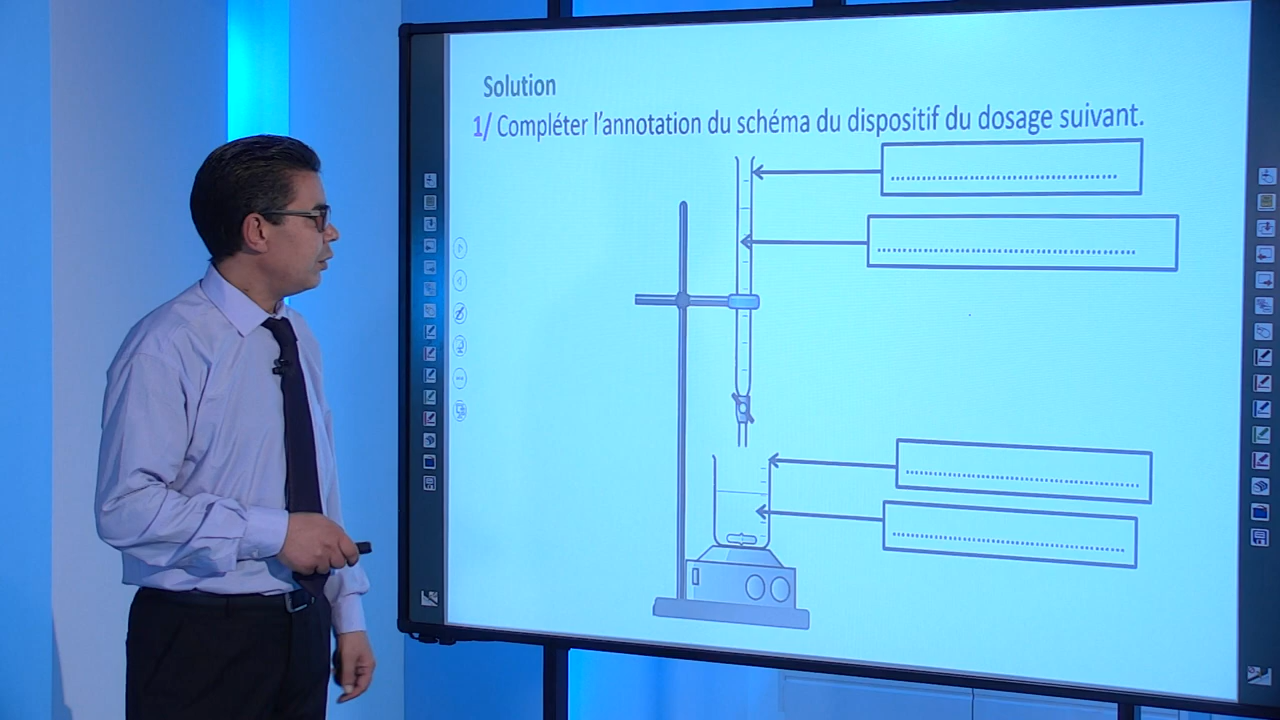 Solution
1/ Compléter l'annotation du schéma du dispositif du dosage suivant.
.............................................
....................................................
..............................................
..............................................